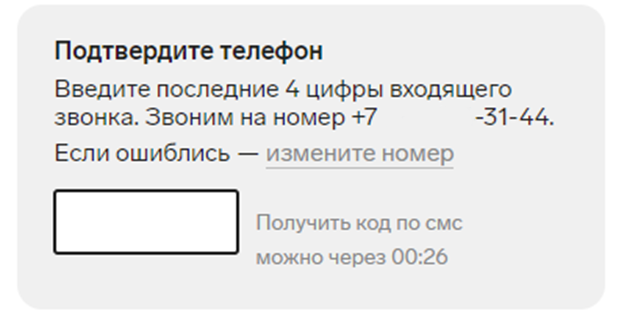 Подтвердите телефон
Введите последние 4 цифры входящего
звонка. Звоним на номер +7 -31-44.
Если ошиблись — измените номер
Получить код по смс
можно через 00:26